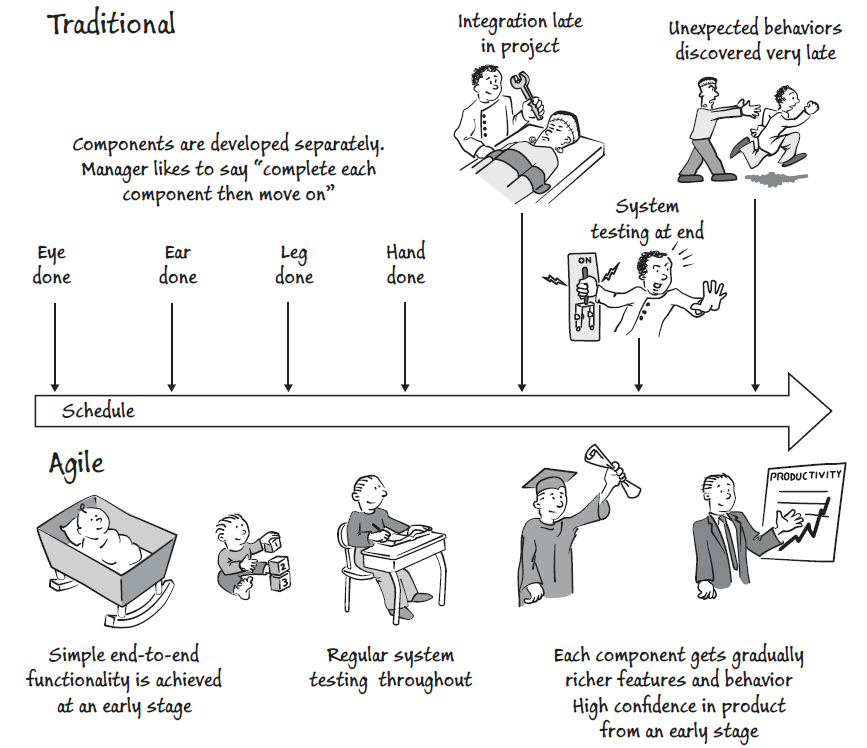 Traditional
Integration late
in project
Unexpected behaviors
discovered very late
Components are developed separately.
Manager likes to say “complete each
component then move on”
System
testing at end
Eye
done
Ear
done
Leg
done
Hand
done
ON
Schedule
Agile
PRODUCTIVITY
1
2
3
Simple end-to-end
functionality is achieved
at an early stage
Regular system
testing throughout
Each component gets gradually
richer features and behavior
High confidence in product
from an early stage